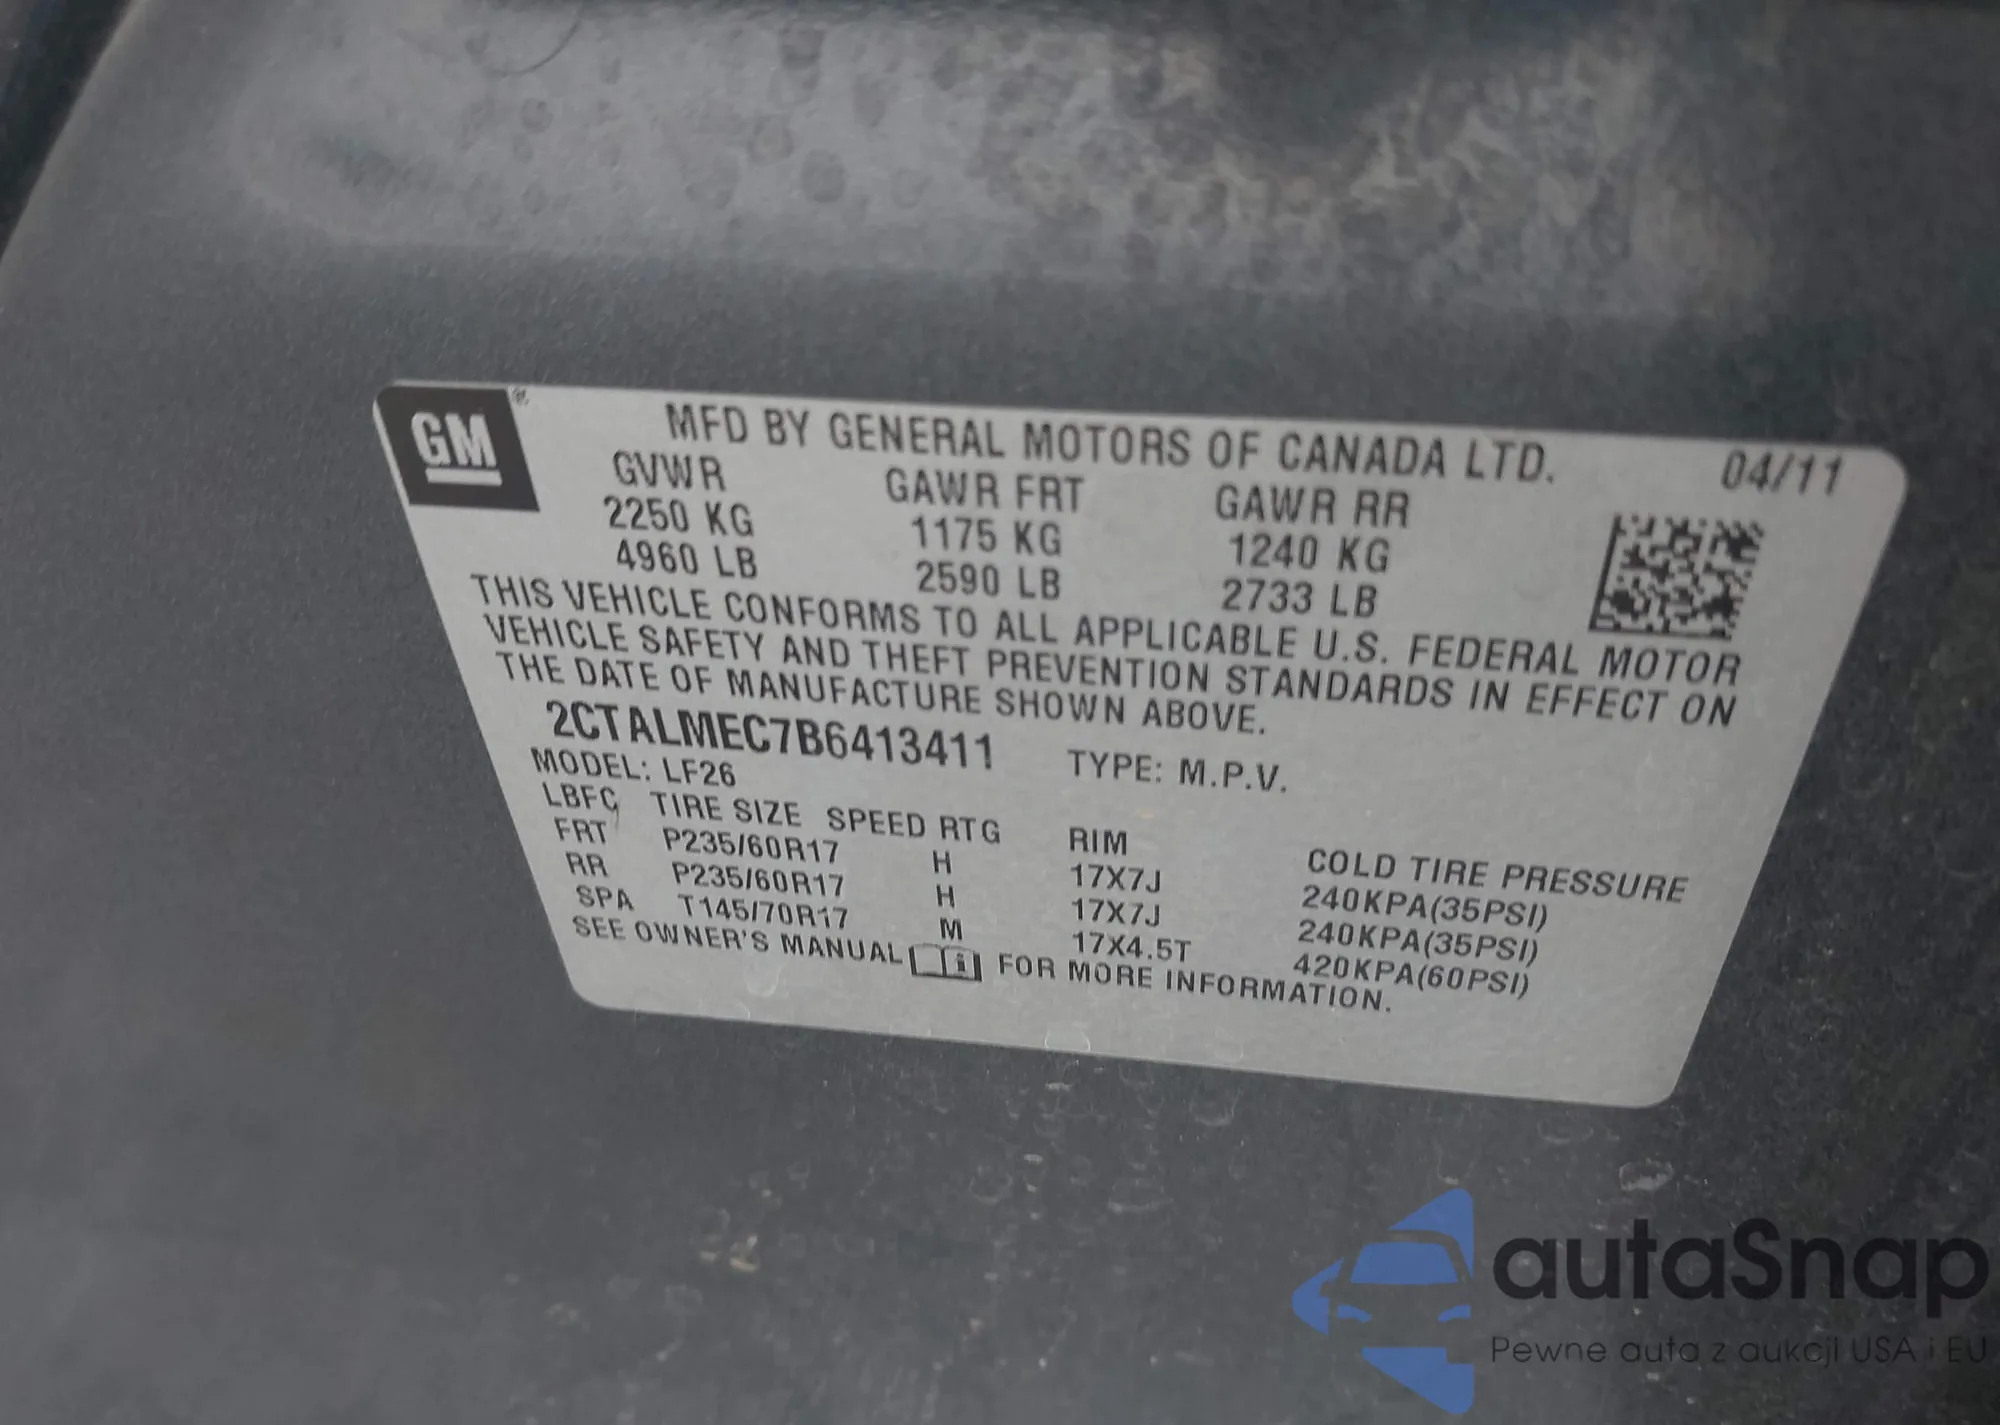 GM ®
MFD BY GENERAL MOTORS OF CANADA LTD. 04/11
GVWR GAWR FRT GAWR RR
2250 KG 1175 KG 1240 KG
4960 LB 2590 LB 2733 LB
THIS VEHICLE CONFORMS TO ALL APPLICABLE U.S. FEDERAL MOTOR
VEHICLE SAFETY AND THEFT PREVENTION STANDARDS IN EFFECT ON
THE DATE OF MANUFACTURE SHOWN ABOVE.
2CTALMEC7B6413411 TYPE: M.P.V.
MODEL: LF26
LBFC TIRE SIZE SPEED RTG RIM COLD TIRE PRESSURE
FRT P235/60R17 H 17X7J 240KPA(35PSI)
RR P235/60R17 H 17X7J 240KPA(35PSI)
SPA T145/70R17 M 17X4.5T 420KPA(60PSI)
SEE OWNER'S MANUAL i FOR MORE INFORMATION.
autaSnap
Pewne auta z aukcji USA i EU